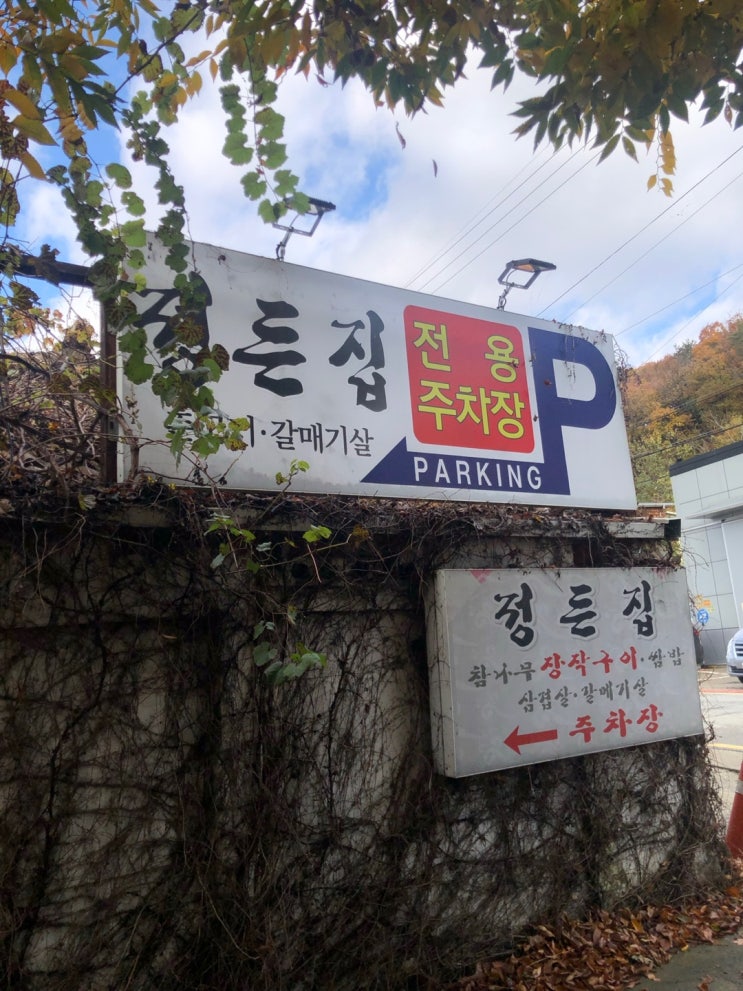 정든집
갈매기살
전용
주차장
P
PARKING
정든집
참나무 장작구이·쌈밥
삼겹살·갈매기살
← 주차장